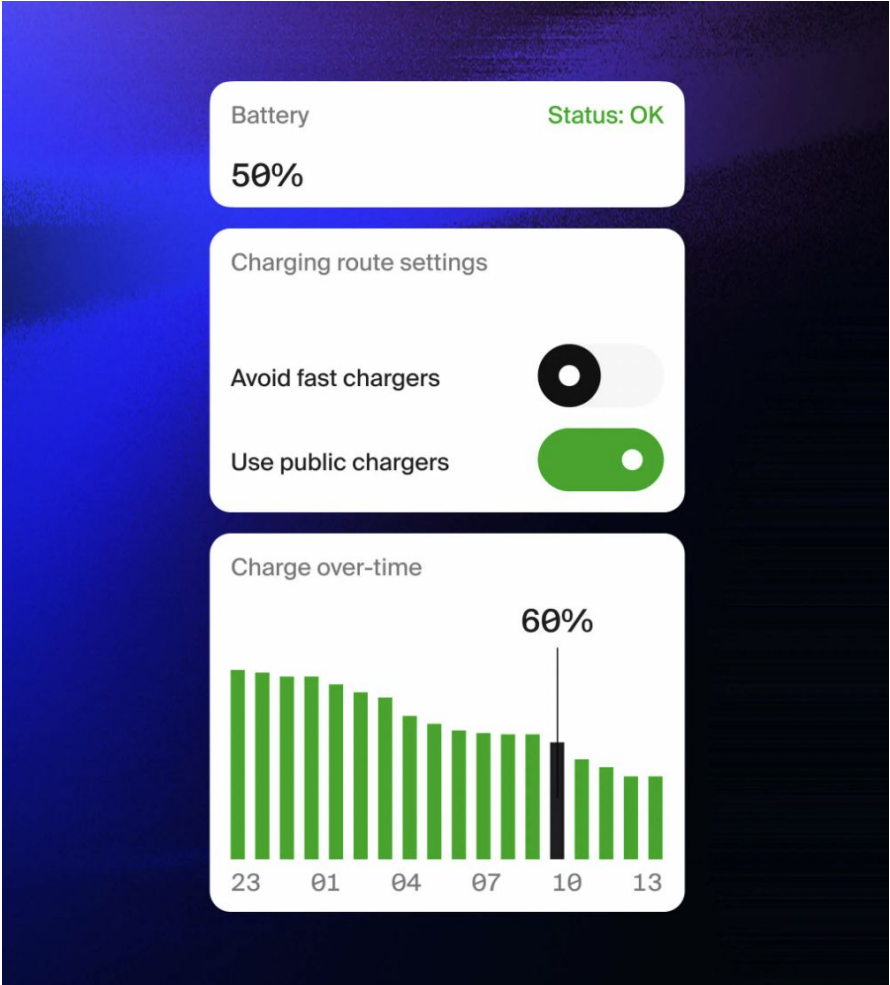 Battery Status: OK
50%
Charging route settings
Avoid fast chargers
Use public chargers
Charge over-time
60%
23 01 04 07 10 13